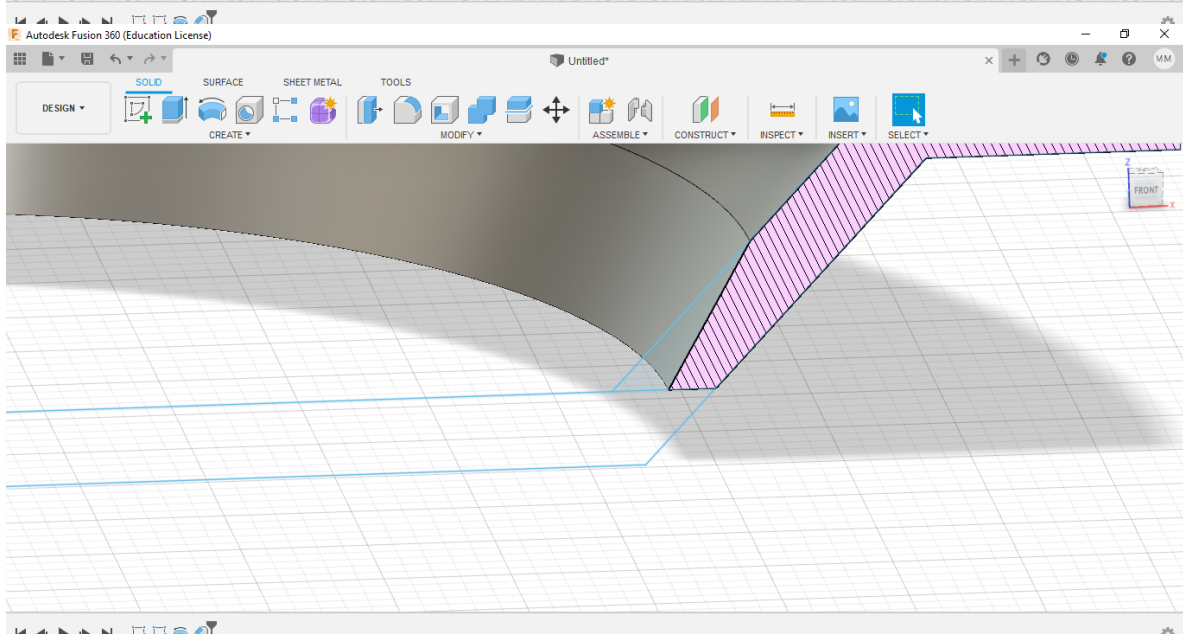 F Autodesk Fusion 360 (Education License)
Untitled*
MM
SOLID SURFACE SHEET METAL TOOLS
DESIGN
CREATE MODIFY ASSEMBLE CONSTRUCT INSPECT INSERT SELECT
Z
FRONT
X